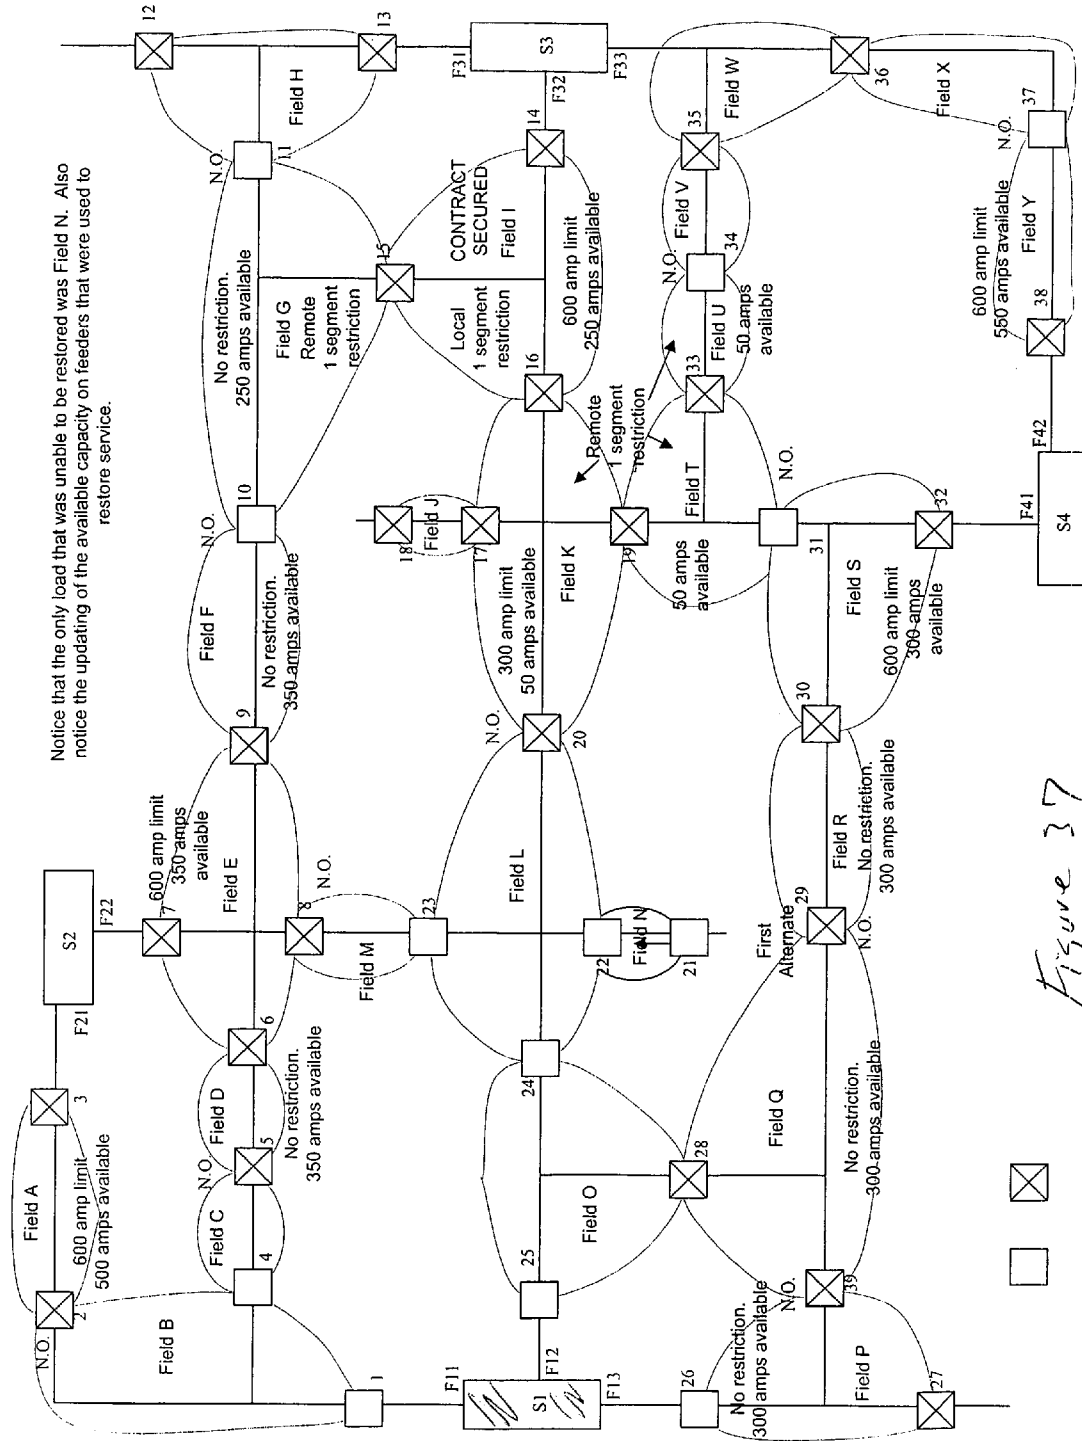 Notice that the only load that was unable to be restored was Field N. Also
notice the updating of the available capacity on feeders that were used to
restore service.
12
13
N.O.
11
Field H
F31
S3
F32
F33
14
15
CONTRACT
SECURED
Field I
No restriction.
250 amps available
Field G
Remote
1 segment
restriction
Local
1 segment
restriction
600 amp limit
250 amps available
16
N.O.
10
Field F
No restriction.
350 amps available
9
600 amp limit
350 amps
available
7
Field E
8
N.O.
S2
F22
F21
3
Field A
600 amp limit
500 amps available
2
N.O.
Field B
1
4
Field C
N.O.
5
Field D
6
No restriction.
350 amps available
Field M
23
18
Field J
17
Field K
300 amp limit
50 amps available
N.O.
20
19
Remote
1 segment
restriction
Field L
22
Field N
21
24
25
Field O
F11
S1
F12
F13
26
No restriction.
300 amps available
N.O.
39
Field P
27
28
Field Q
No restriction.
300 amps available
First
Alternate
29
N.O.
Field R
No restriction.
300 amps available
30
Field S
600 amp limit
300 amps
available
31
N.O.
32
50 amps
available
Field T
33
Field U
50 amps
available
N.O.
34
Field V
35
Field W
36
Field X
37
N.O.
Field Y
600 amp limit
550 amps available
38
F42
F41
S4
Figure 37